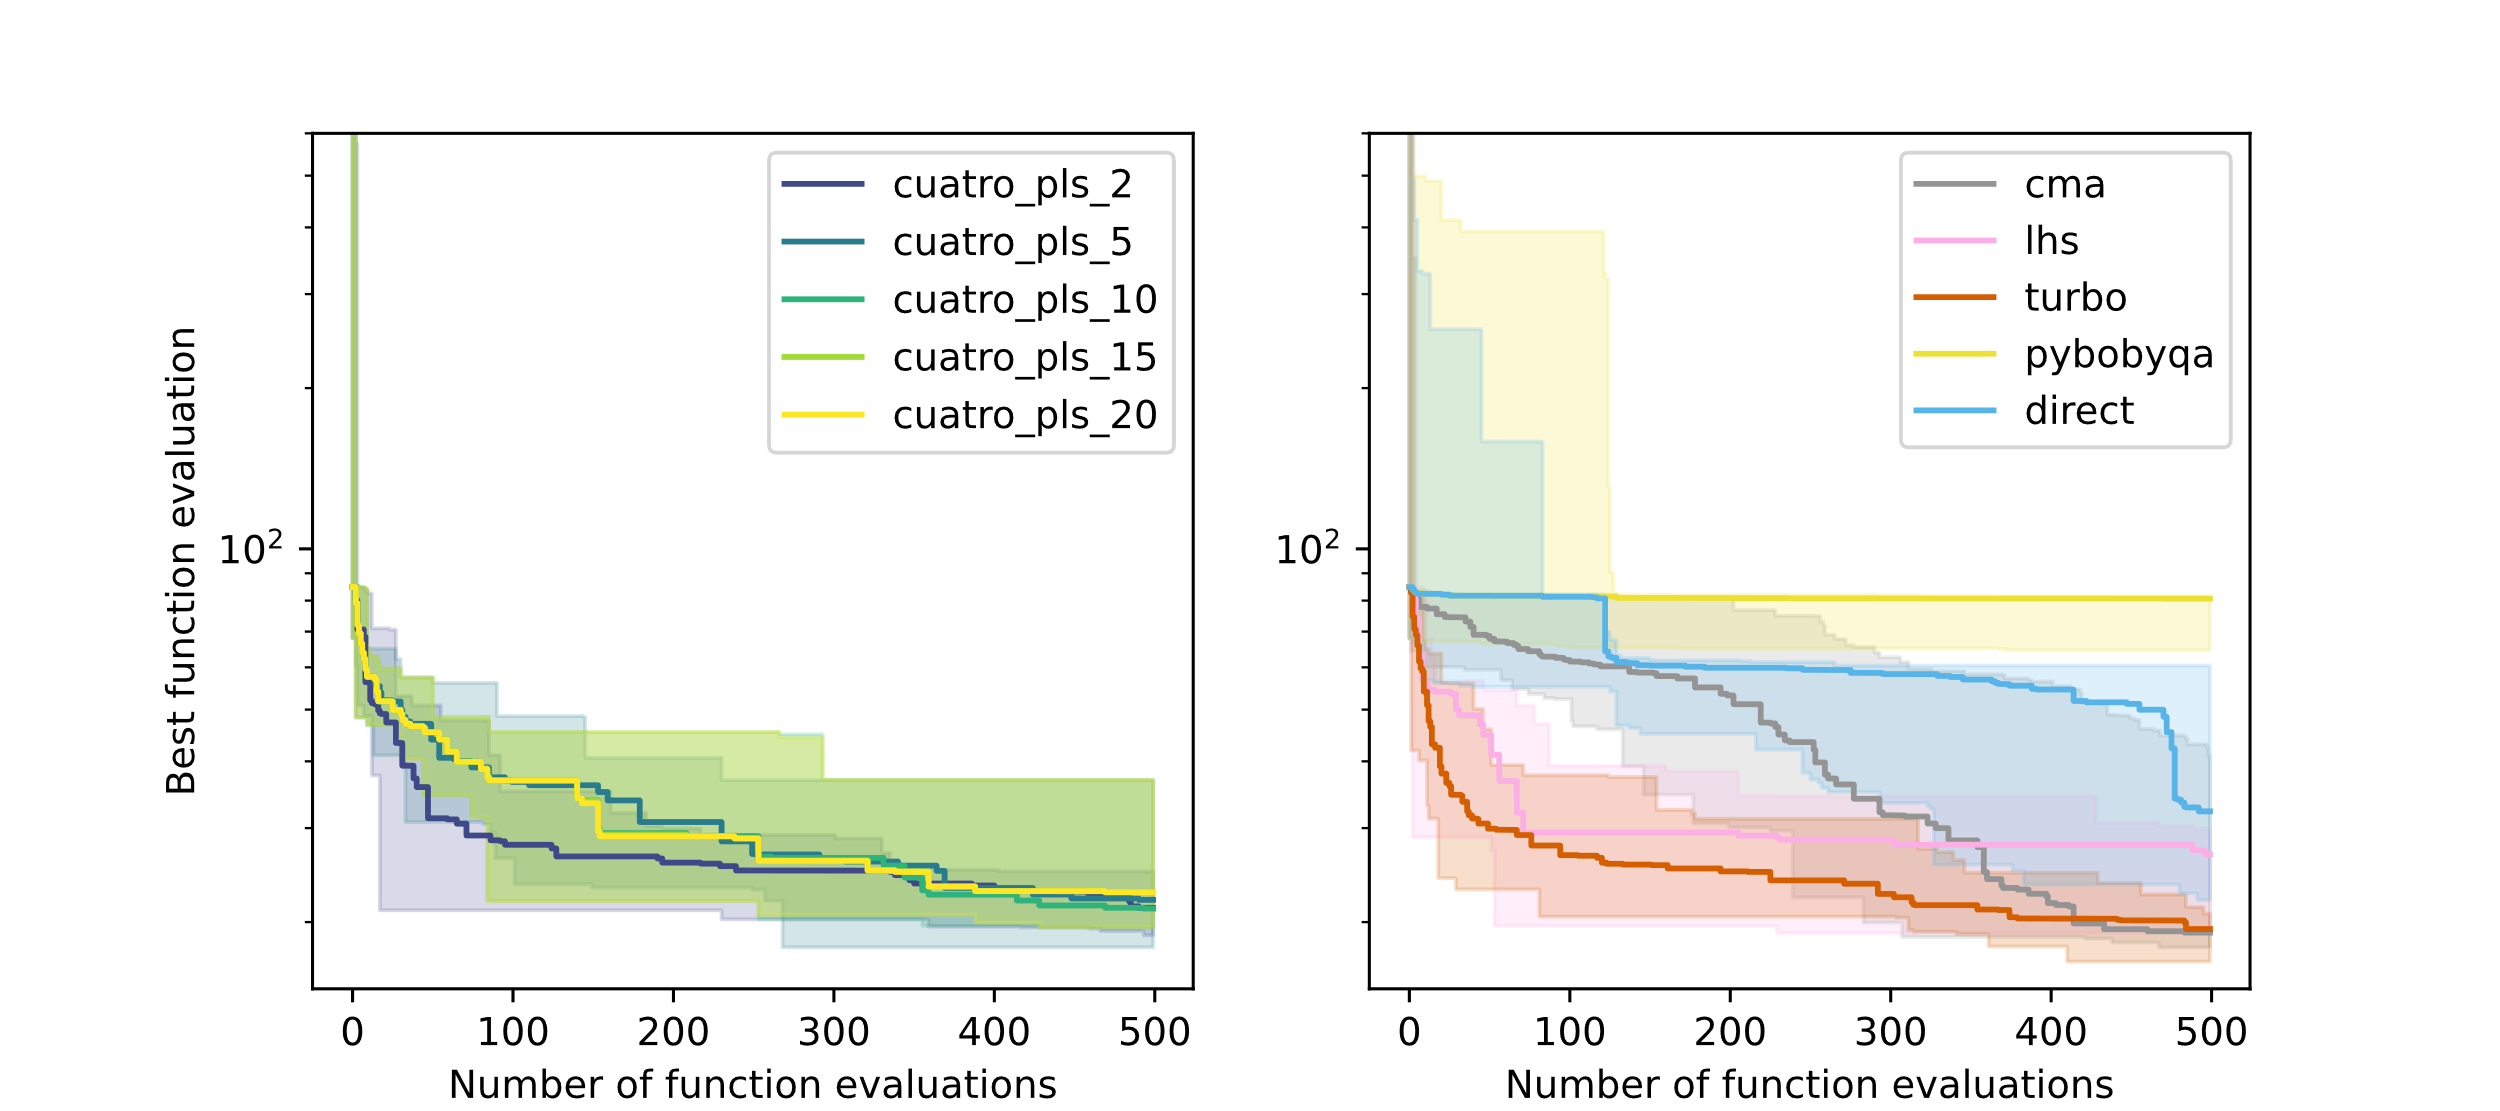 Best function evaluation
10²
cuatro_pls_2
cuatro_pls_5
cuatro_pls_10
cuatro_pls_15
cuatro_pls_20
0 100 200 300 400 500
Number of function evaluations
10²
cma
lhs
turbo
pybobyqa
direct
0 100 200 300 400 500
Number of function evaluations